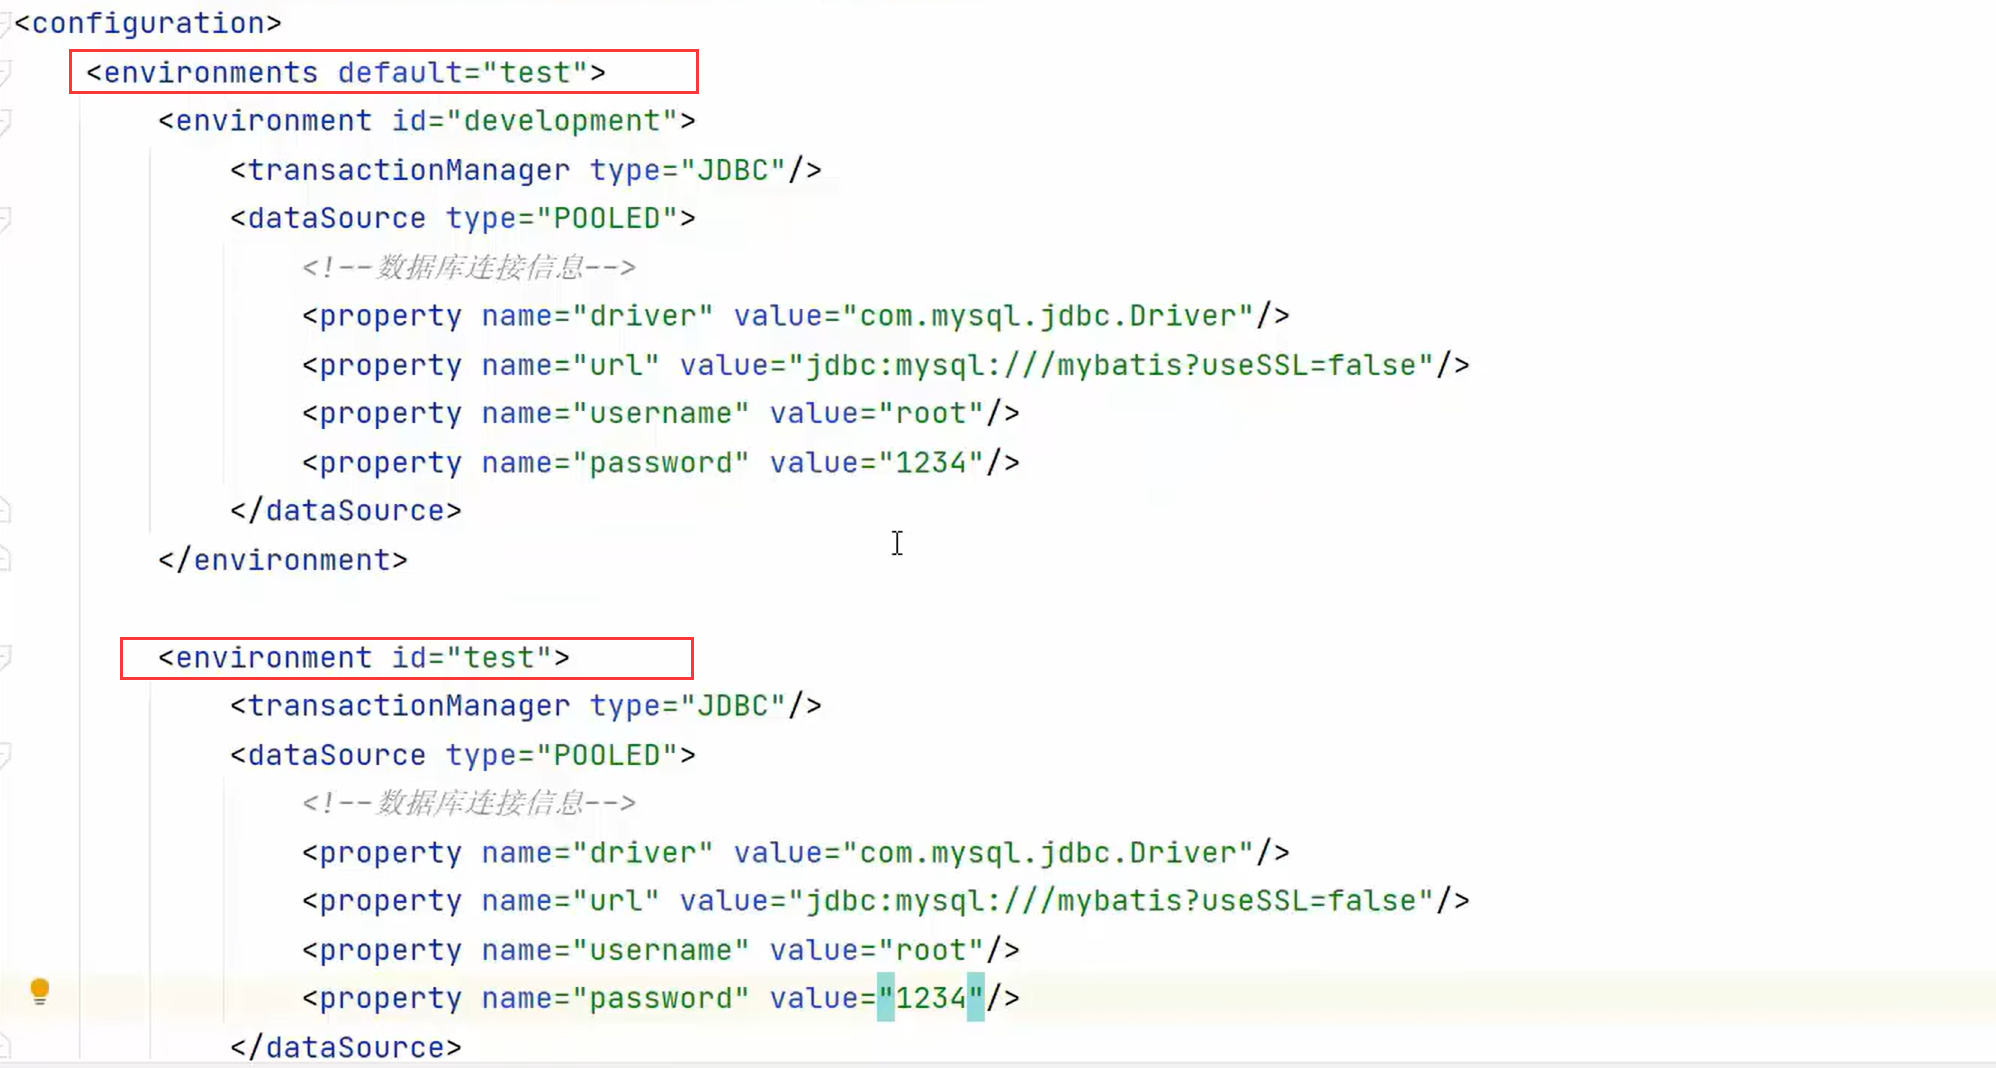 <configuration>
<environments default="test">
<environment id="development">
<transactionManager type="JDBC"/>
<dataSource type="POOLED">
<!--数据库连接信息-->
<property name="driver" value="com.mysql.jdbc.Driver"/>
<property name="url" value="jdbc:mysql:///mybatis?useSSL=false"/>
<property name="username" value="root"/>
<property name="password" value="1234"/>
</dataSource>
</environment>
<environment id="test">
<transactionManager type="JDBC"/>
<dataSource type="POOLED">
<!--数据库连接信息-->
<property name="driver" value="com.mysql.jdbc.Driver"/>
<property name="url" value="jdbc:mysql:///mybatis?useSSL=false"/>
<property name="username" value="root"/>
<property name="password" value="1234"/>
</dataSource>